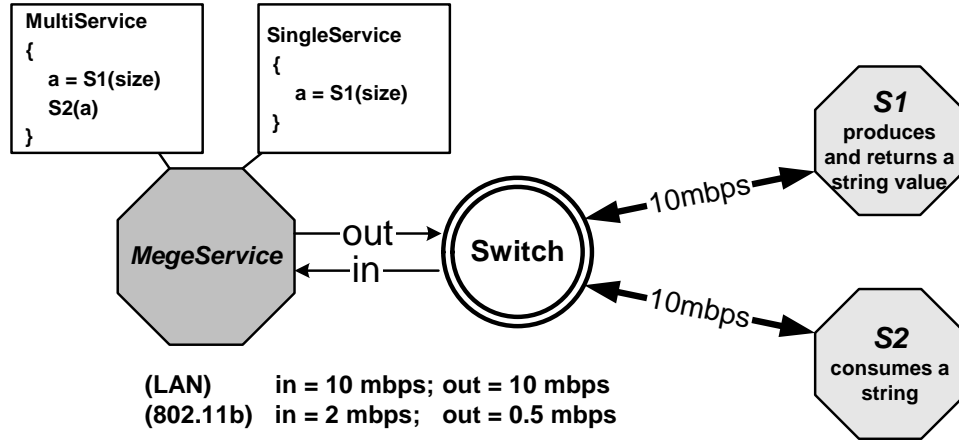 MultiService
{
a = S1(size)
S2(a)
}
SingleService
{
a = S1(size)
}
MegeService
out
in
Switch
10mbps
10mbps
S1
produces
and returns a
string value
S2
consumes a
string
(LAN) in = 10 mbps; out = 10 mbps
(802.11b) in = 2 mbps; out = 0.5 mbps